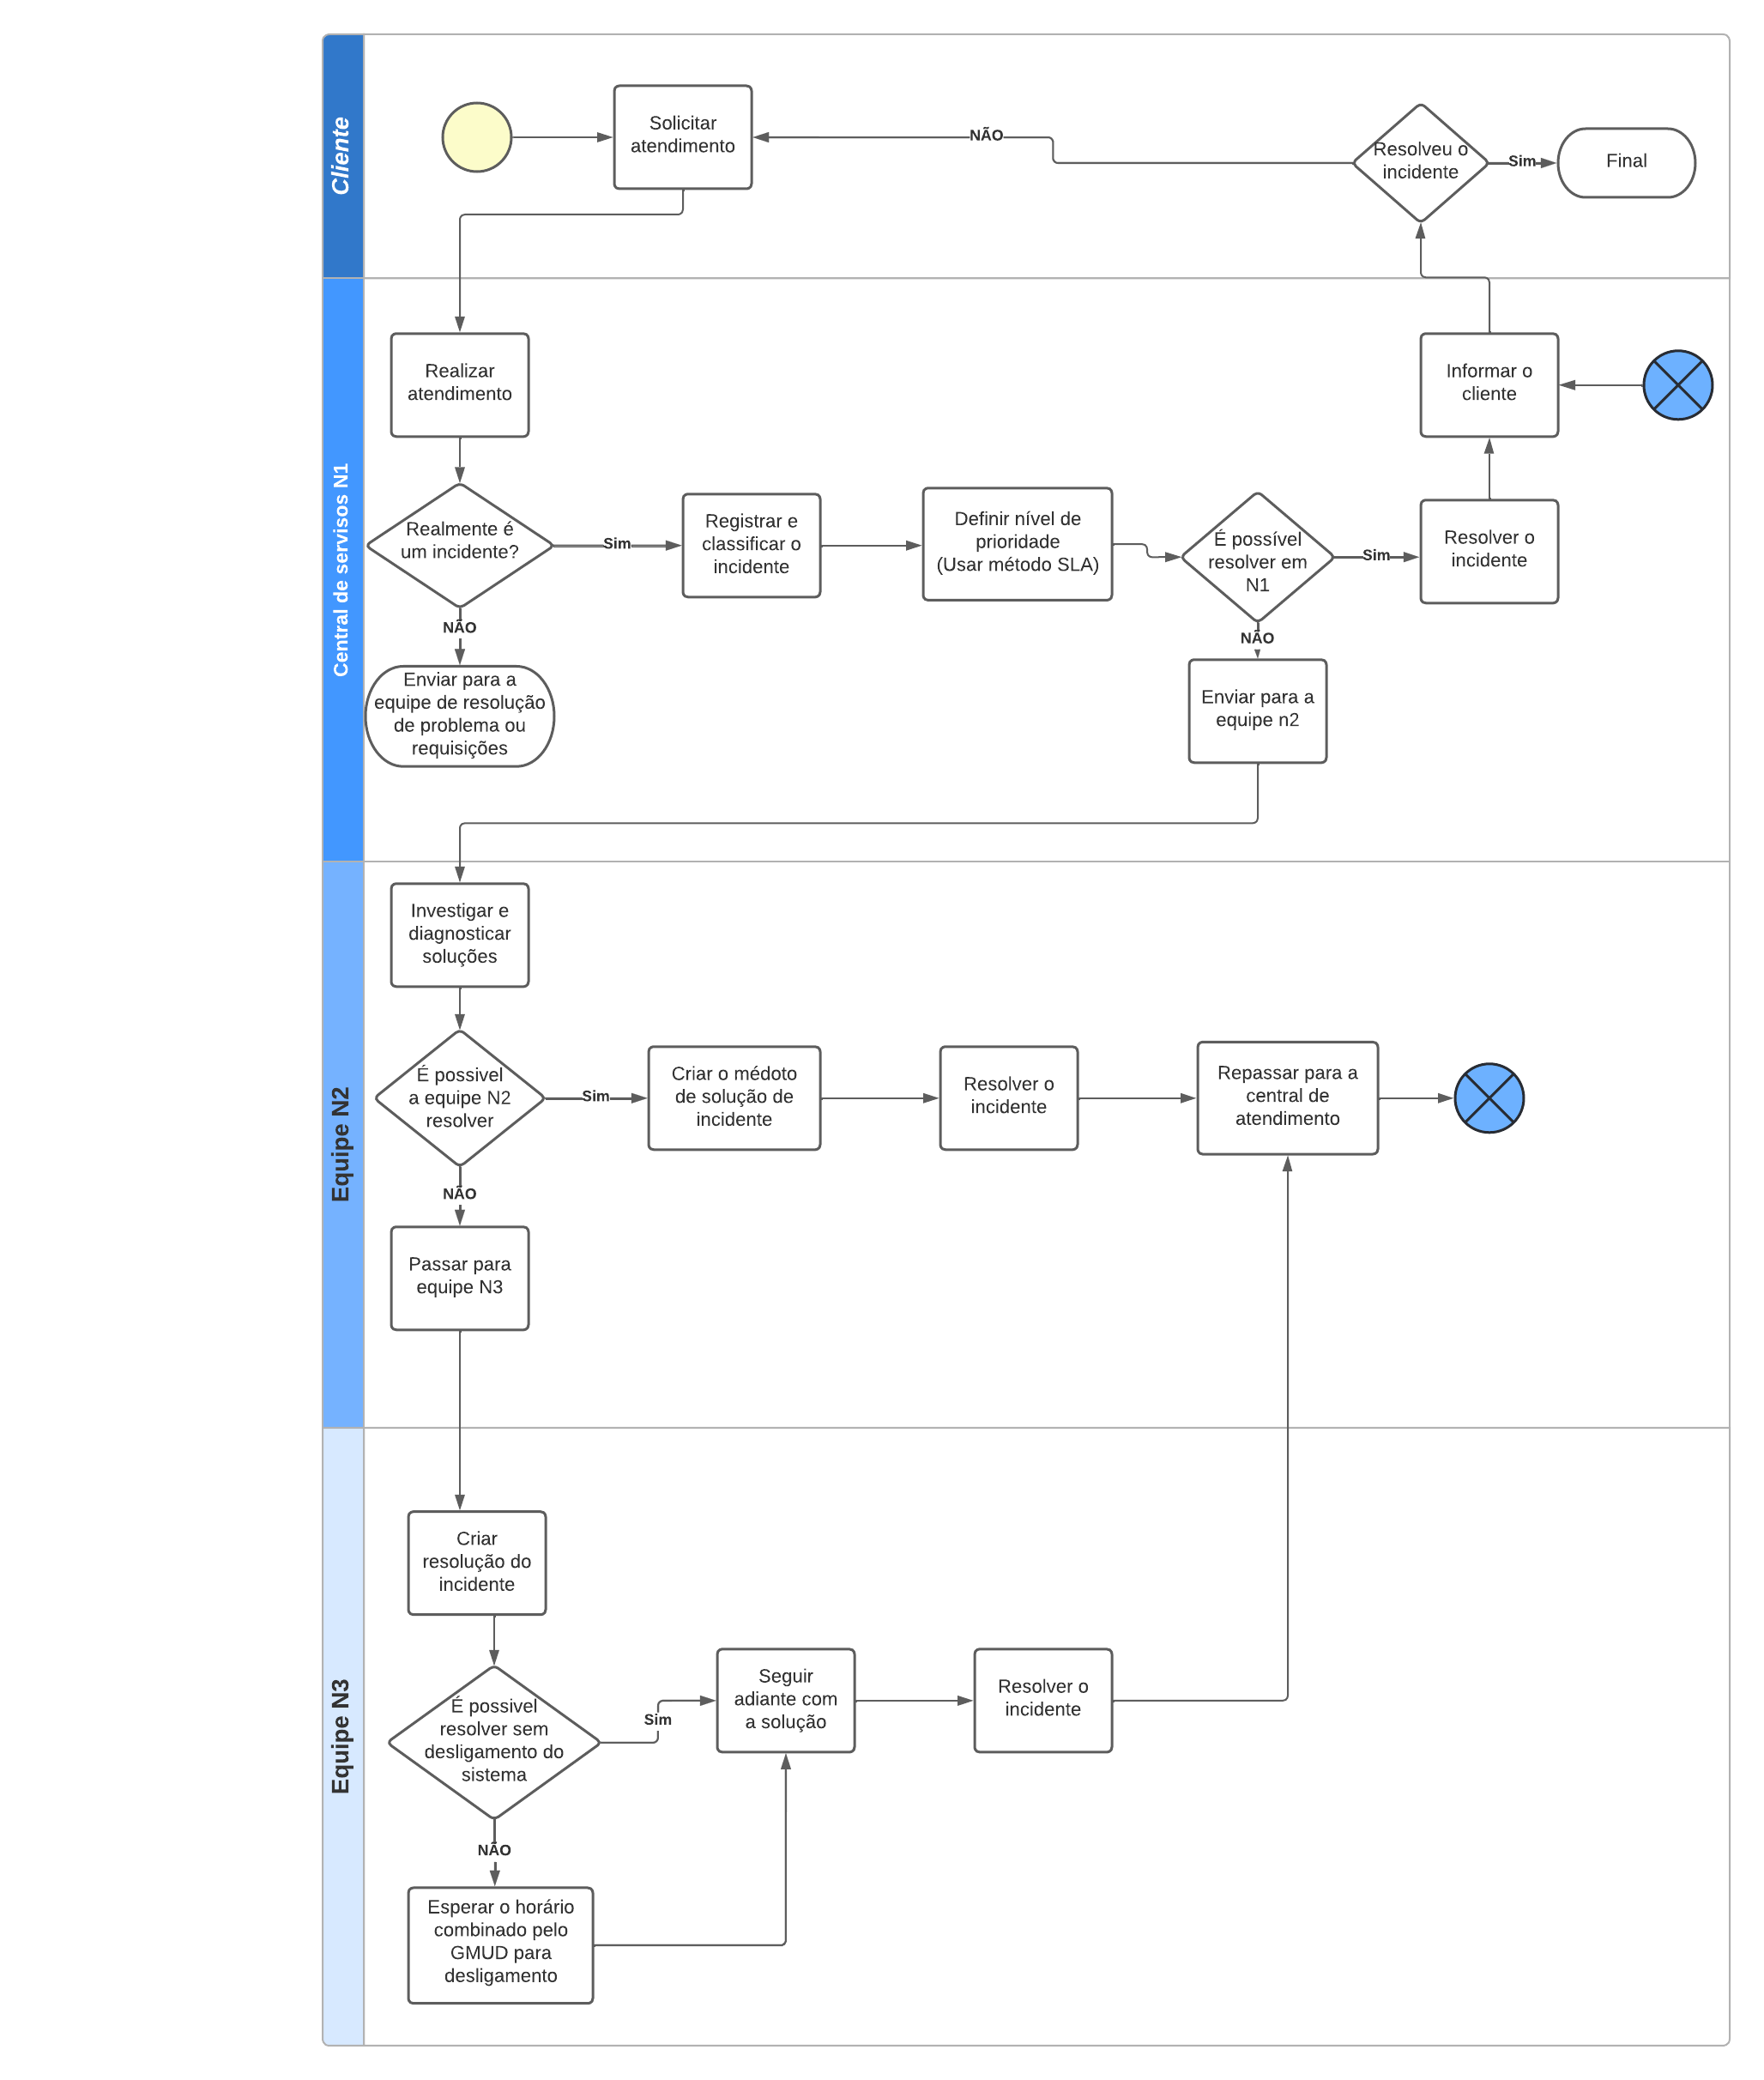 Cliente
Solicitar
atendimento
NÃO
Resolveu o
incidente
Sim
Final
Central de servisos N1
Realizar
atendimento
Informar o
cliente
Realmente é
um incidente?
Sim
Registrar e
classificar o
incidente
Definir nível de
prioridade
(Usar método SLA)
É possível
resolver em
N1
Sim
Resolver o
incidente
NÃO
Enviar para a
equipe de resolução
de problema ou
requisições
NÃO
Enviar para a
equipe n2
Equipe N2
Investigar e
diagnosticar
soluções
É possivel
a equipe N2
resolver
Sim
Criar o médoto
de solução de
incidente
Resolver o
incidente
Repassar para a
central de
atendimento
NÃO
Passar para
equipe N3
Equipe N3
Criar
resolução do
incidente
É possivel
resolver sem
desligamento do
sistema
Sim
Seguir
adiante com
a solução
Resolver o
incidente
NÃO
Esperar o horário
combinado pelo
GMUD para
desligamento